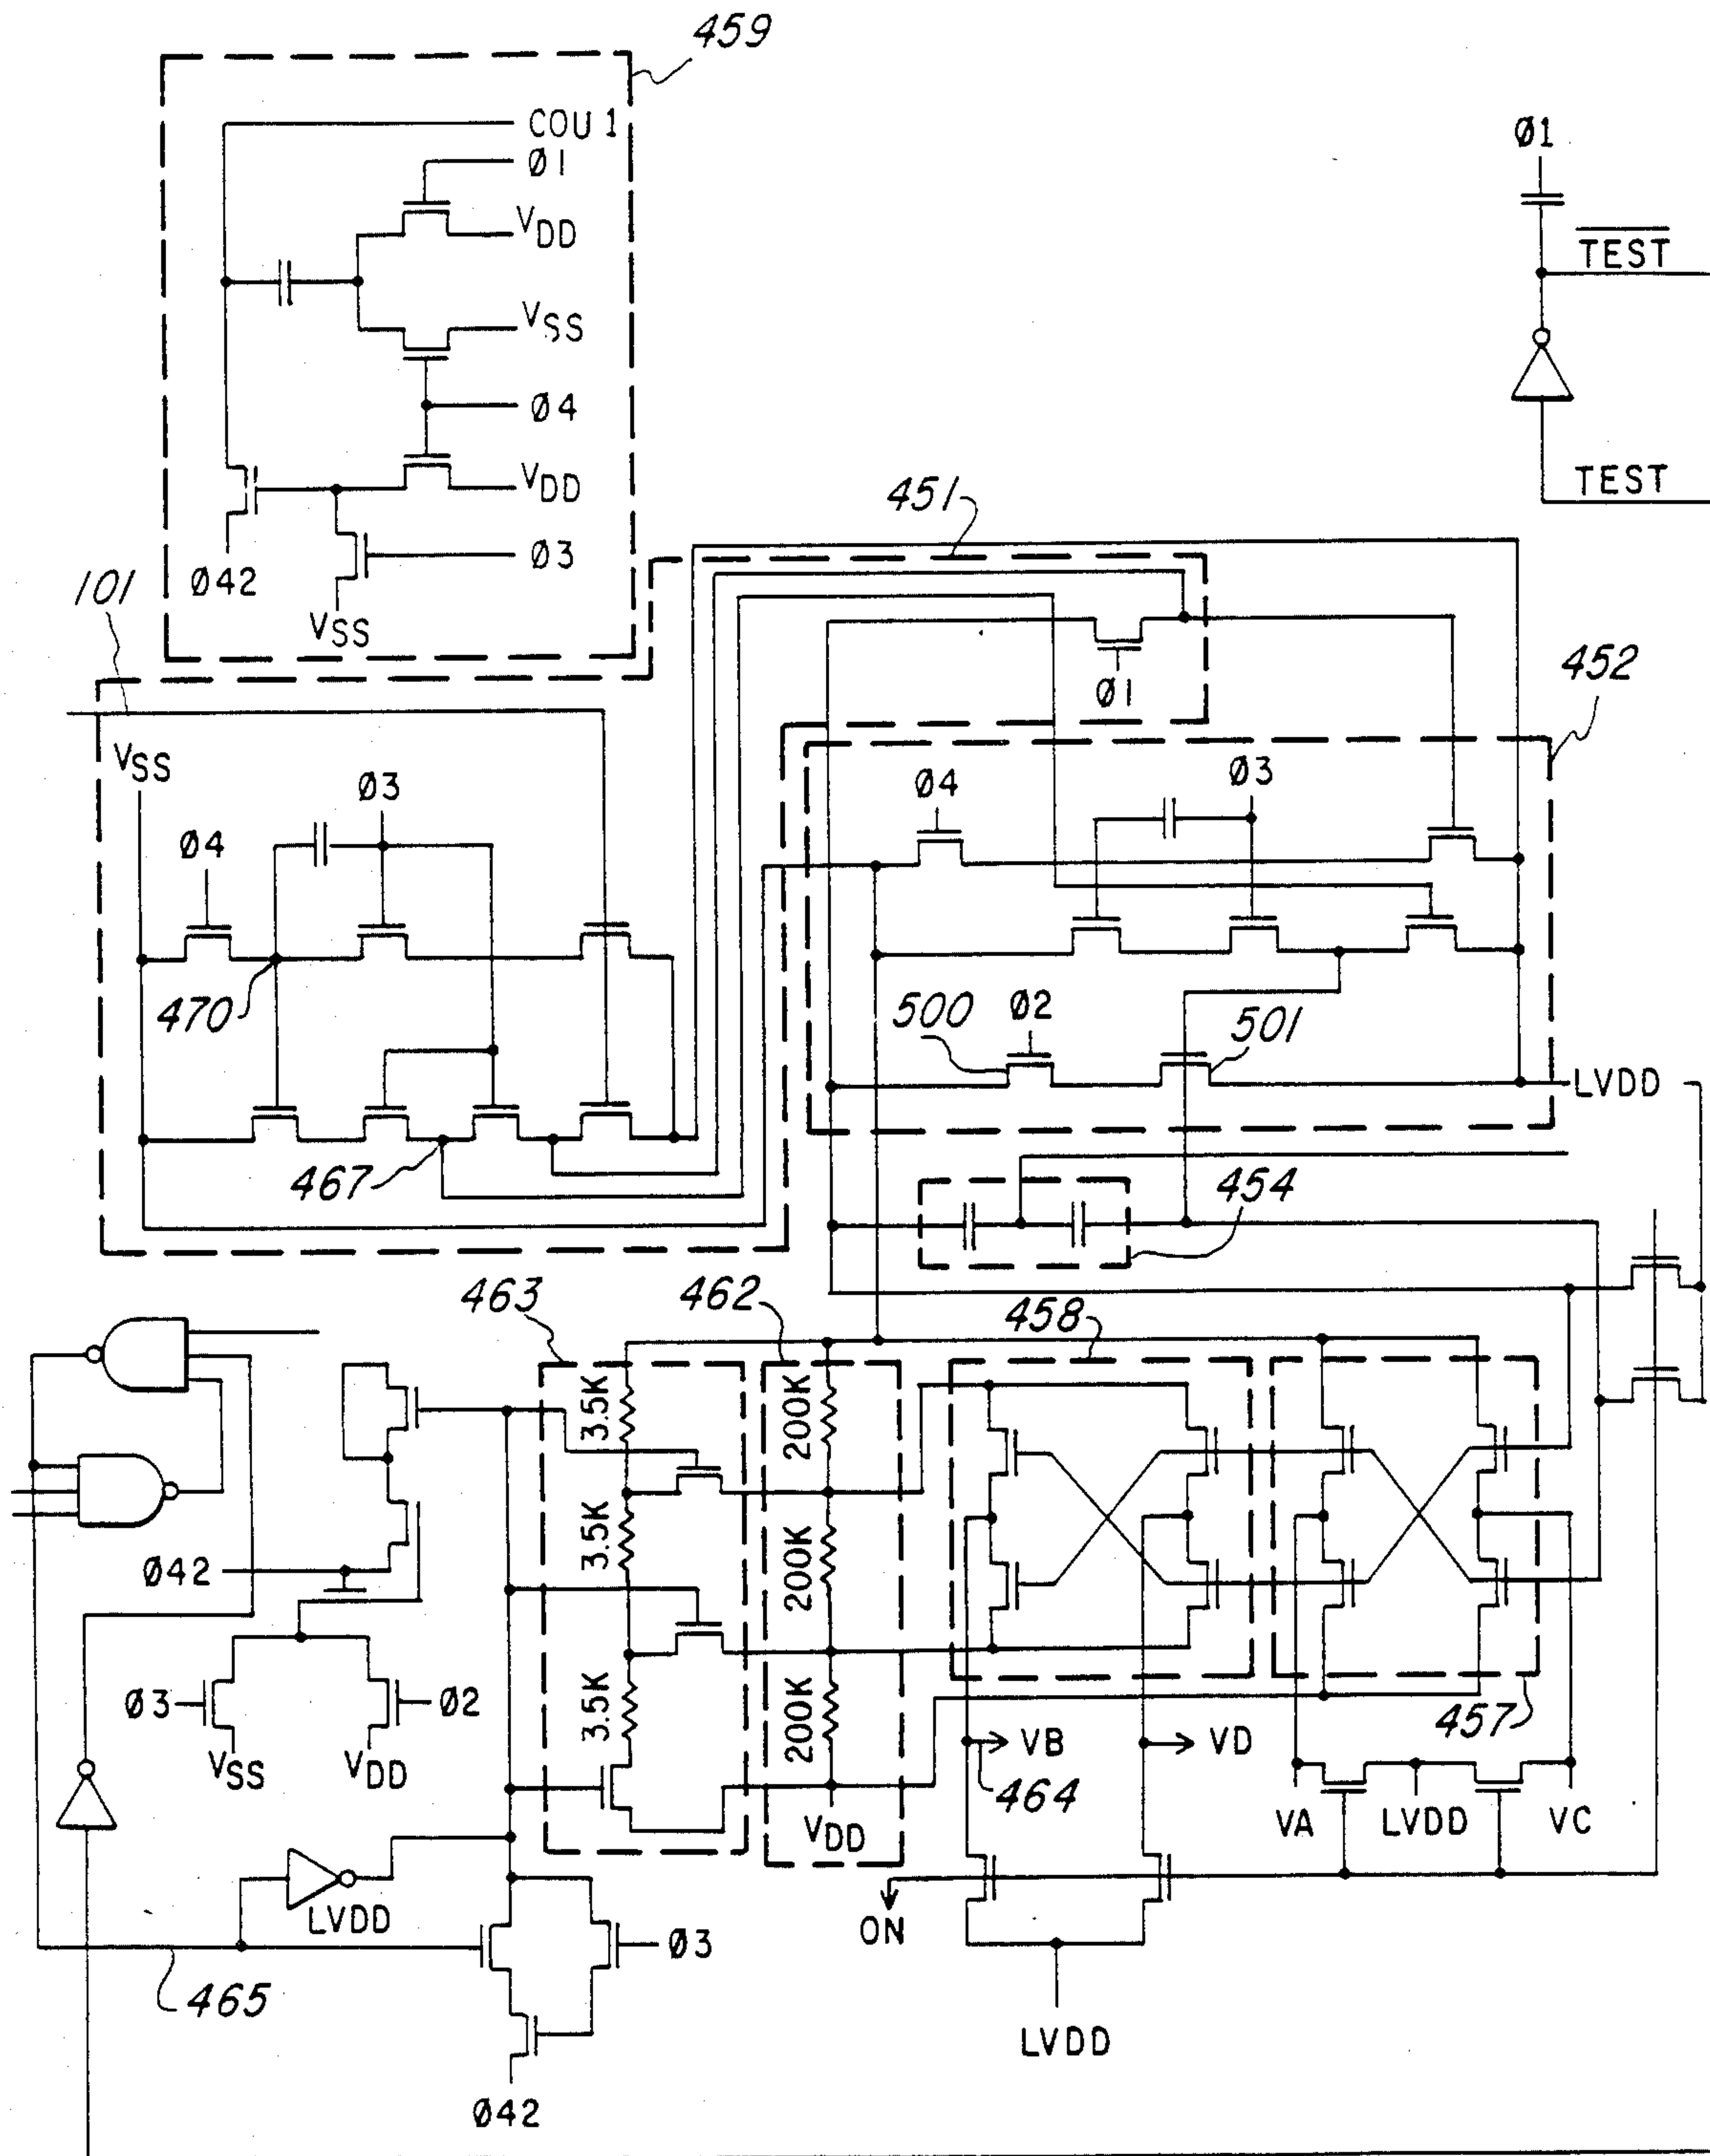 459
COU 1
Ø1
VDD
VSS
Ø4
VDD
Ø3
Ø42
VSS
Ø1
TEST
TEST
451
101
Ø1
452
VSS
Ø3
Ø4
470
467
Ø4
Ø3
500
Ø2
501
LVDD
454
463
462
458
3.5K
200K
3.5K
200K
3.5K
200K
Ø42
Ø3
Ø2
VSS
VDD
VDD
VB
464
VD
457
VA
LVDD
VC
LVDD
465
Ø3
ON
LVDD
Ø42